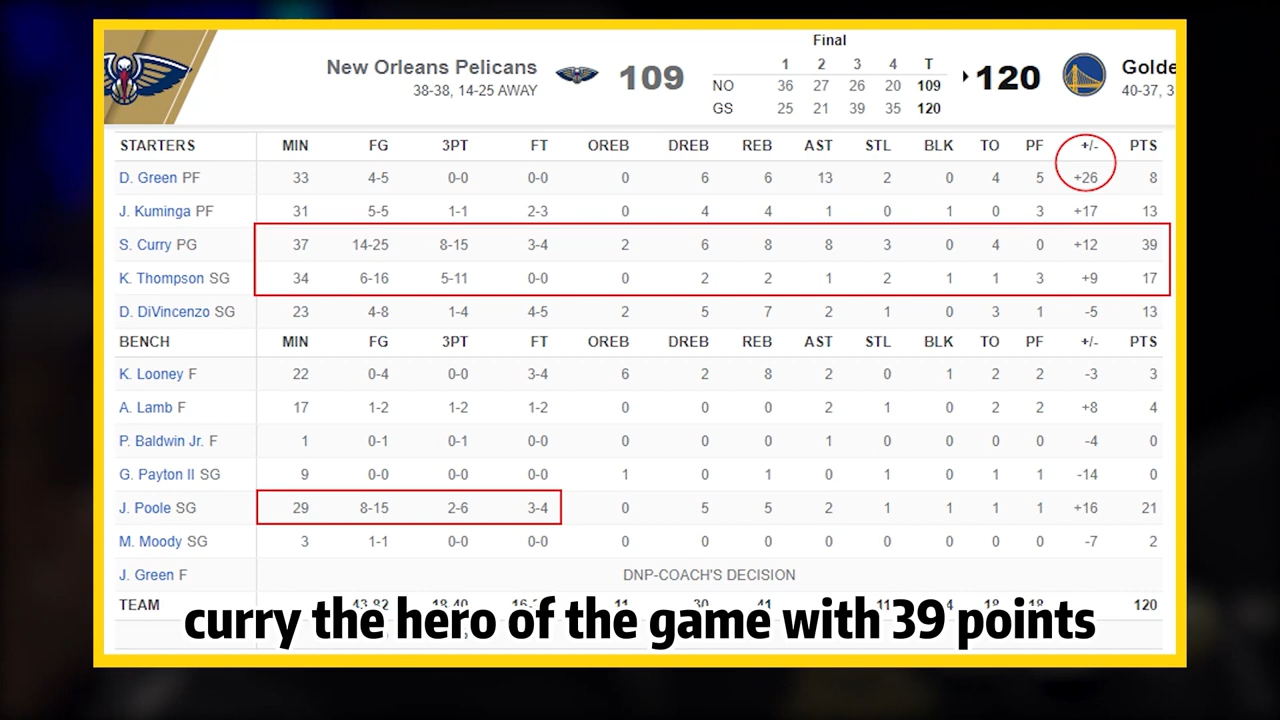 Final
New Orleans Pelicans 109 1 2 3 4 T 120 Golde
38-38, 14-25 AWAY NO 36 27 26 20 109 40-37, 3
GS 25 21 39 35 120
STARTERS MIN FG 3PT FT OREB DREB REB AST STL BLK TO PF +/- PTS
D. Green PF 33 4-5 0-0 0-0 0 6 6 13 2 0 4 5 +26 8
J. Kuminga PF 31 5-5 1-1 2-3 0 4 4 1 0 1 0 3 +17 13
S. Curry PG 37 14-25 8-15 3-4 2 6 8 8 3 0 4 0 +12 39
K. Thompson SG 34 6-16 5-11 0-0 0 2 2 1 2 1 1 3 +9 17
D. DiVincenzo SG 23 4-8 1-4 4-5 2 5 7 2 1 0 3 1 -5 13
BENCH MIN FG 3PT FT OREB DREB REB AST STL BLK TO PF +/- PTS
K. Looney F 22 0-4 0-0 3-4 6 2 8 2 0 1 2 2 -3 3
A. Lamb F 17 1-2 1-2 1-2 0 0 0 2 1 0 2 2 +8 4
P. Baldwin Jr. F 1 0-1 0-1 0-0 0 0 0 1 0 0 0 0 -4 0
G. Payton II SG 9 0-0 0-0 0-0 1 0 1 0 1 0 1 1 -14 0
J. Poole SG 29 8-15 2-6 3-4 0 5 5 2 1 1 1 1 +16 21
M. Moody SG 3 1-1 0-0 0-0 0 0 0 0 0 0 0 0 -7 2
J. Green F DNP-COACH'S DECISION
TEAM 43-82 18-40 11 30 41 11 4 18 18 120
curry the hero of the game with 39 points